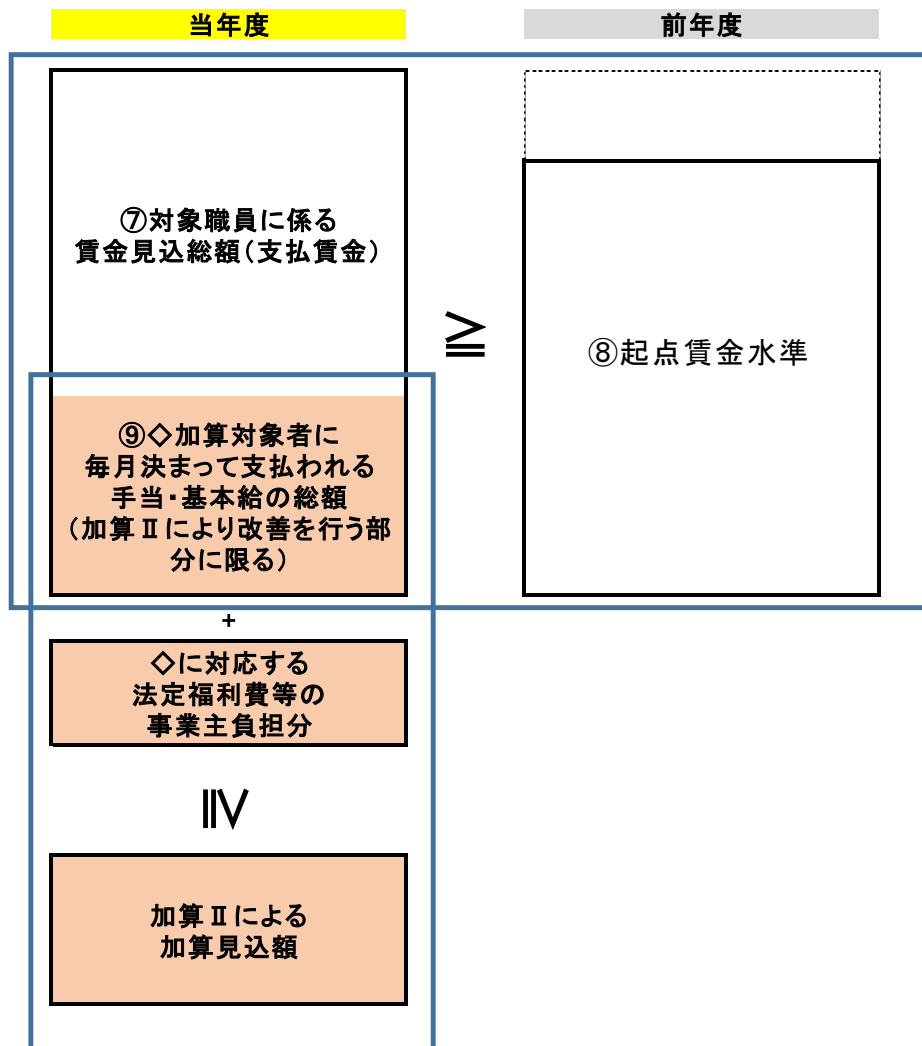 当年度
前年度
⑦対象職員に係る
賃金見込総額(支払賃金)
≧
⑧起点賃金水準
⑨◇加算対象者に
毎月決まって支払われる
手当・基本給の総額
(加算Ⅱにより改善を行う部
分に限る)
+
◇に対応する
法定福利費等の
事業主負担分
≧
加算Ⅱによる
加算見込額